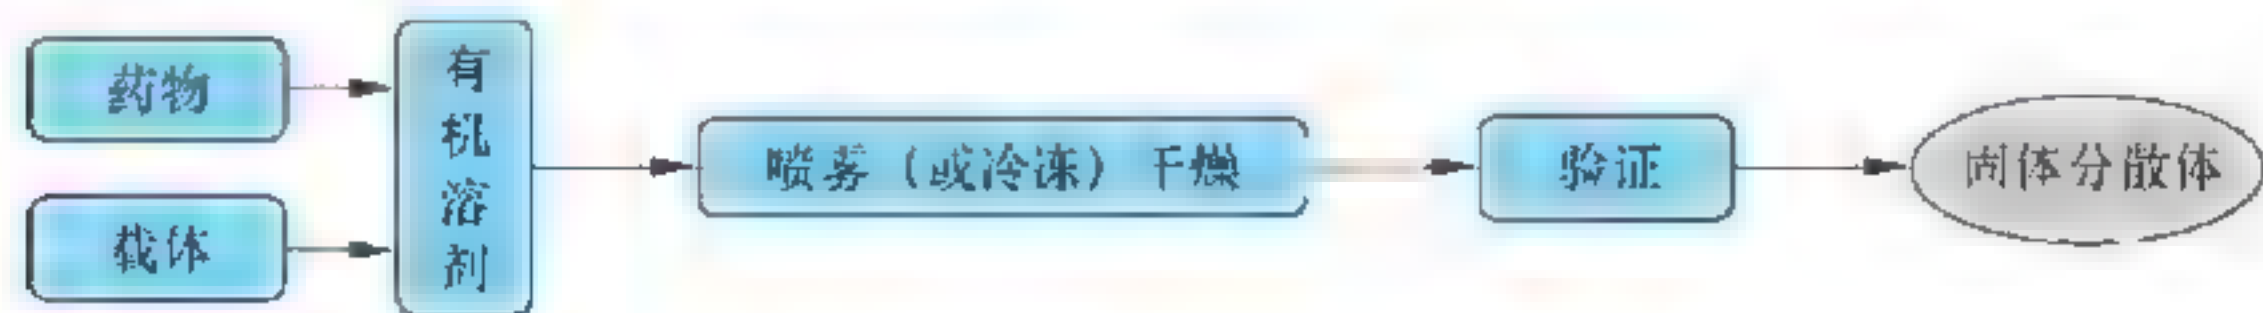 药物
载体
有机溶剂
喷雾（或冷冻）干燥
验证
固体分散体